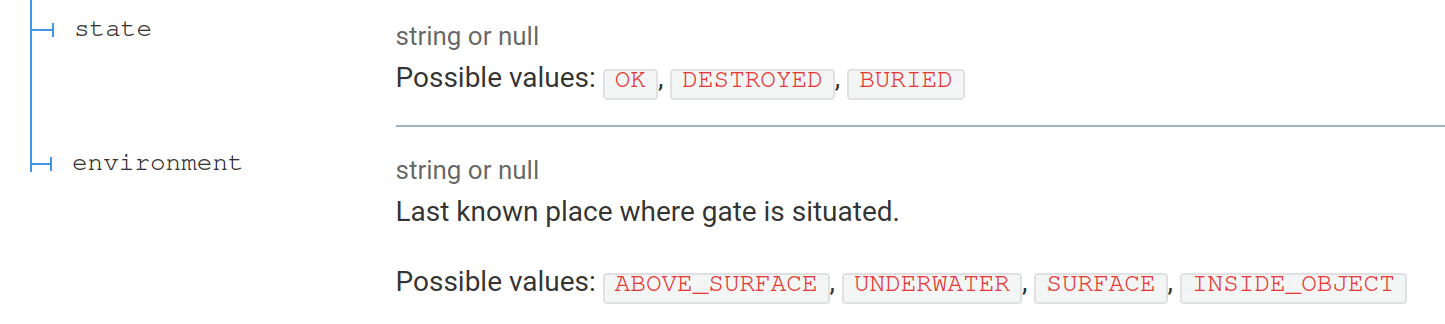 state
string or null
Possible values: OK, DESTROYED, BURIED
environment
string or null
Last known place where gate is situated.
Possible values: ABOVE_SURFACE, UNDERWATER, SURFACE, INSIDE_OBJECT